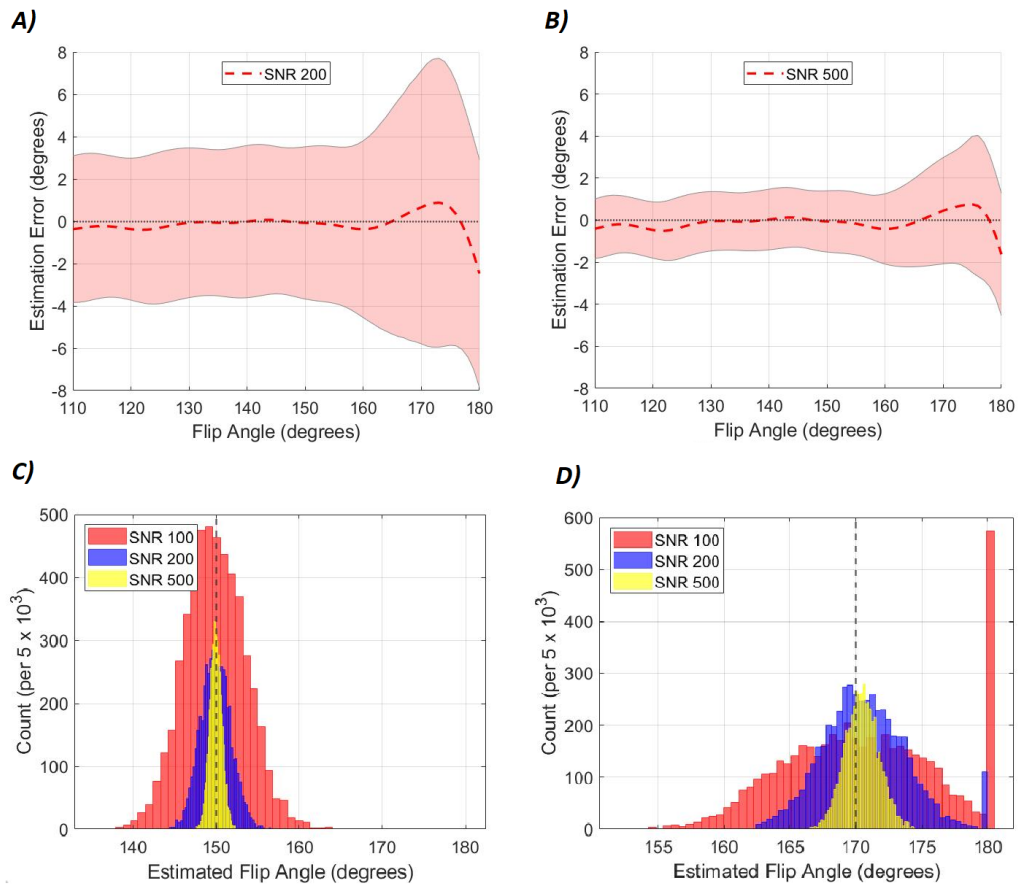 A)
B)
8
6
4
2
0
-2
-4
-6
-8
Estimation Error (degrees)
SNR 200
110 120 130 140 150 160 170 180
Flip Angle (degrees)
8
6
4
2
0
-2
-4
-6
-8
Estimation Error (degrees)
SNR 500
110 120 130 140 150 160 170 180
Flip Angle (degrees)
C)
D)
500
400
300
200
100
0
Count (per 5 x 10³)
SNR 100
SNR 200
SNR 500
140 150 160 170 180
Estimated Flip Angle (degrees)
600
500
400
300
200
100
0
Count (per 5 x 10³)
SNR 100
SNR 200
SNR 500
155 160 165 170 175 180
Estimated Flip Angle (degrees)